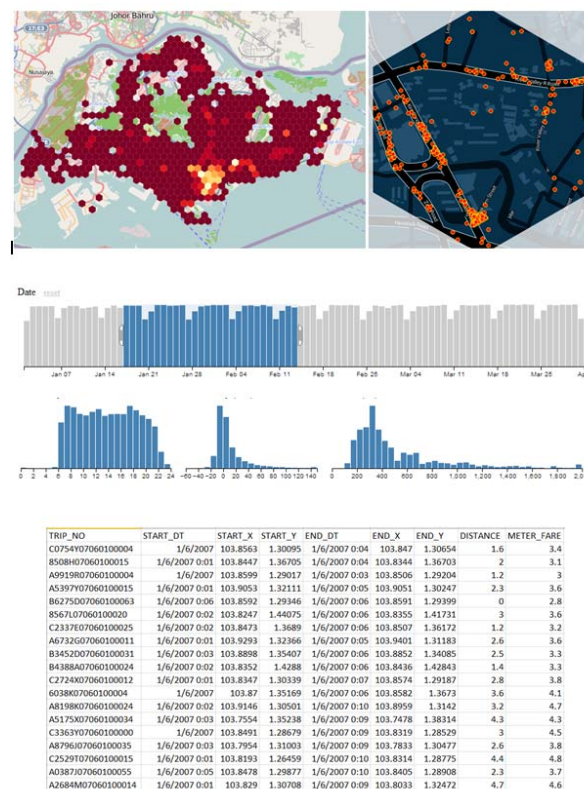 Johor Bahru
Nusajaya
Date reset
Jan 07 Jan 14 Jan 21 Jan 28 Feb 04 Feb 11 Feb 18 Feb 25 Mar 04 Mar 11 Mar 18 Mar 25
0 2 4 6 8 10 12 14 16 18 20 22 24 -60 -40 -20 0 20 40 60 80 100 120 140 0 200 400 600 800 1,000 1,200 1,400 1,600 1,800
TRIP_NO START_DT START_X START_Y END_DT END_X END_Y DISTANCE METER_FARE
C0754Y07060100004 1/6/2007 103.8563 1.30095 1/6/2007 0:04 103.847 1.30654 1.6 3.4
8508H07060100015 1/6/2007 0:01 103.8447 1.36705 1/6/2007 0:04 103.8344 1.36703 2 3.1
A9919R07060100004 1/6/2007 103.8599 1.29017 1/6/2007 0:03 103.8506 1.29204 1.2 3
A5397Y07060100015 1/6/2007 0:01 103.9053 1.32111 1/6/2007 0:05 103.9051 1.30247 2.3 3.6
B6275D07060100063 1/6/2007 0:06 103.8592 1.29346 1/6/2007 0:06 103.8591 1.29399 0 2.8
8567L07060100020 1/6/2007 0:02 103.8247 1.44075 1/6/2007 0:06 103.8355 1.41731 3 3.6
C2337E07060100025 1/6/2007 0:02 103.8473 1.3689 1/6/2007 0:06 103.8507 1.36172 1.2 3.2
A6732G07060100011 1/6/2007 0:01 103.9293 1.32366 1/6/2007 0:05 103.9401 1.31183 2.6 3.6
B3452D07060100031 1/6/2007 0:03 103.8898 1.35407 1/6/2007 0:06 103.8852 1.34085 2.5 3.3
B4388A07060100024 1/6/2007 0:02 103.8352 1.4288 1/6/2007 0:06 103.8436 1.42843 1.4 3.3
C2724X07060100012 1/6/2007 0:01 103.8347 1.30339 1/6/2007 0:07 103.8574 1.29187 2.8 3.8
6038K07060100004 1/6/2007 103.87 1.35169 1/6/2007 0:06 103.8582 1.3673 3.6 4.1
A8198K07060100024 1/6/2007 0:02 103.9146 1.30501 1/6/2007 0:10 103.8959 1.3142 3.2 4.7
A5175X07060100034 1/6/2007 0:03 103.7554 1.35238 1/6/2007 0:09 103.7478 1.38314 4.3 4.3
C3363Y07060100000 1/6/2007 103.8491 1.28679 1/6/2007 0:09 103.8319 1.28529 3 4.5
A8796J07060100035 1/6/2007 0:03 103.7954 1.31003 1/6/2007 0:09 103.7833 1.30477 2.6 3.8
C2529T07060100015 1/6/2007 0:01 103.8193 1.26459 1/6/2007 0:10 103.8314 1.28775 4.4 4.8
A0387J07060100055 1/6/2007 0:05 103.8478 1.29877 1/6/2007 0:10 103.8405 1.28908 2.3 3.7
A2684M07060100014 1/6/2007 0:01 103.829 1.30708 1/6/2007 0:09 103.8033 1.32472 4.7 4.6